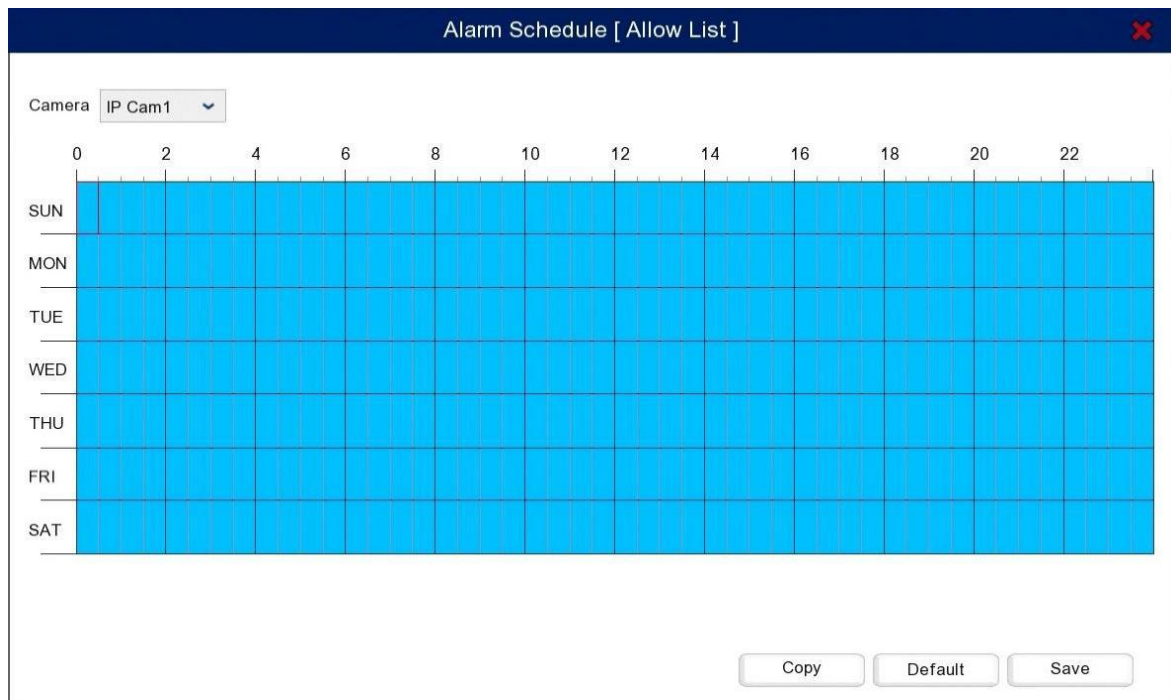 Alarm Schedule [ Allow List ]
Camera IP Cam1
0 2 4 6 8 10 12 14 16 18 20 22
SUN
MON
TUE
WED
THU
FRI
SAT
Copy Default Save